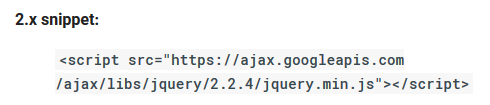 2.x snippet:
<script src="https://ajax.googleapis.com
/ajax/libs/jquery/2.2.4/jquery.min.js"></script>